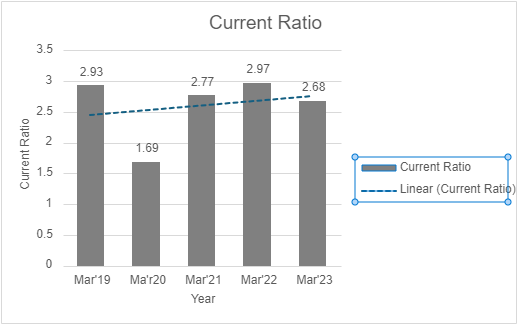 Current Ratio
3.5
3
2.5
2
1.5
1
0.5
0
Current Ratio
2.93
1.69
2.77
2.97
2.68
Mar'19
Ma'r20
Mar'21
Mar'22
Mar'23
Year
Current Ratio
Linear (Current Ratio)